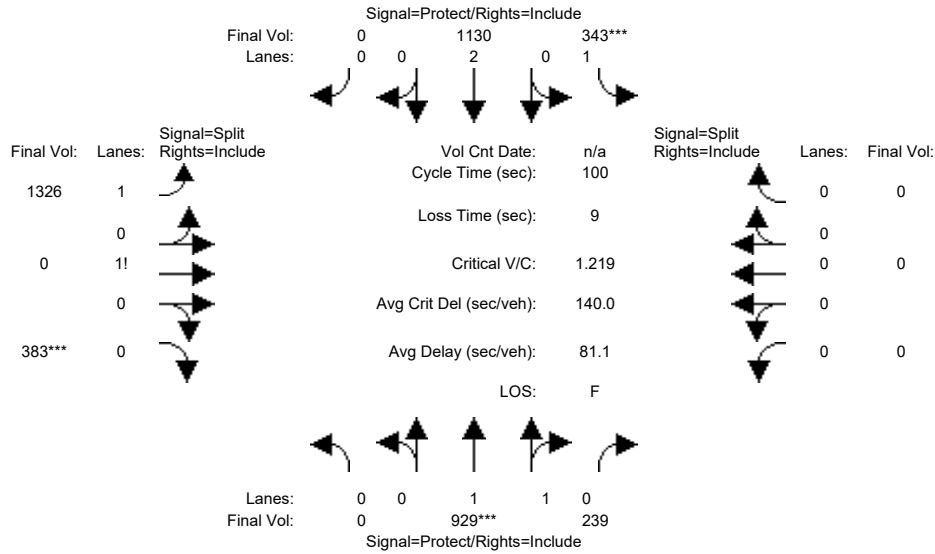 Signal=Protect/Rights=Include
Final Vol: 0 1130 343***
Lanes: 0 0 2 0 1
Signal=Split
Final Vol: Lanes: Rights=Include
Vol Cnt Date: n/a
Signal=Split
Rights=Include Lanes: Final Vol:
Cycle Time (sec): 100
1326 1
0 0
Loss Time (sec): 9
0
0
0 1!
Critical V/C: 1.219
0 0
0
Avg Crit Del (sec/veh): 140.0
0
383*** 0
Avg Delay (sec/veh): 81.1
0 0
LOS: F
Lanes: 0 0 1 1 0
Final Vol: 0 929*** 239
Signal=Protect/Rights=Include